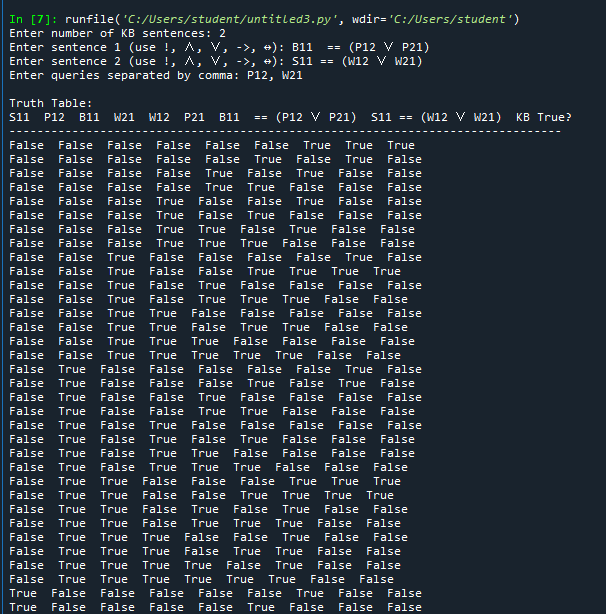 In [7]: runfile('C:/Users/student/untitled3.py', wdir='C:/Users/student')
Enter number of KB sentences: 2
Enter sentence 1 (use !, ∧, ∨, ->, ↔): B11  == (P12 ∨ P21)
Enter sentence 2 (use !, ∧, ∨, ->, ↔): S11 == (W12 ∨ W21)
Enter queries separated by comma: P12, W21
Truth Table:
S11  P12  B11  W21  W12  P21  B11  == (P12 ∨ P21)  S11 == (W12 ∨ W21)  KB True?
-------------------------------------------------------------------------------
False  False  False  False  False  False  True  True  True
False  False  False  False  False  True  False  True  False
False  False  False  False  True  False  True  False  False
False  False  False  False  True  True  False  False  False
False  False  False  True  False  False  True  False  False
False  False  False  True  False  True  False  False  False
False  False  False  True  True  False  True  False  False
False  False  False  True  True  True  False  False  False
False  False  True  False  False  False  False  True  False
False  False  True  False  False  True  True  True  True
False  False  True  False  True  False  False  False  False
False  False  True  False  True  True  True  False  False
False  False  True  True  False  False  False  False  False
False  False  True  True  False  True  True  False  False
False  False  True  True  True  False  False  False  False
False  False  True  True  True  True  True  False  False
False  True  False  False  False  False  False  True  False
False  True  False  False  False  True  False  True  False
False  True  False  False  True  False  False  False  False
False  True  False  False  True  True  False  False  False
False  True  False  True  False  False  False  False  False
False  True  False  True  False  True  False  False  False
False  True  False  True  True  False  False  False  False
False  True  False  True  True  True  False  False  False
False  True  True  False  False  False  True  True  True
False  True  True  False  False  True  True  True  True
False  True  True  False  True  False  True  False  False
False  True  True  False  True  True  True  False  False
False  True  True  True  False  False  True  False  False
False  True  True  True  False  True  True  False  False
False  True  True  True  True  False  True  False  False
False  True  True  True  True  True  True  False  False
True  False  False  False  False  False  True  False  False
True  False  False  False  False  True  False  False  False